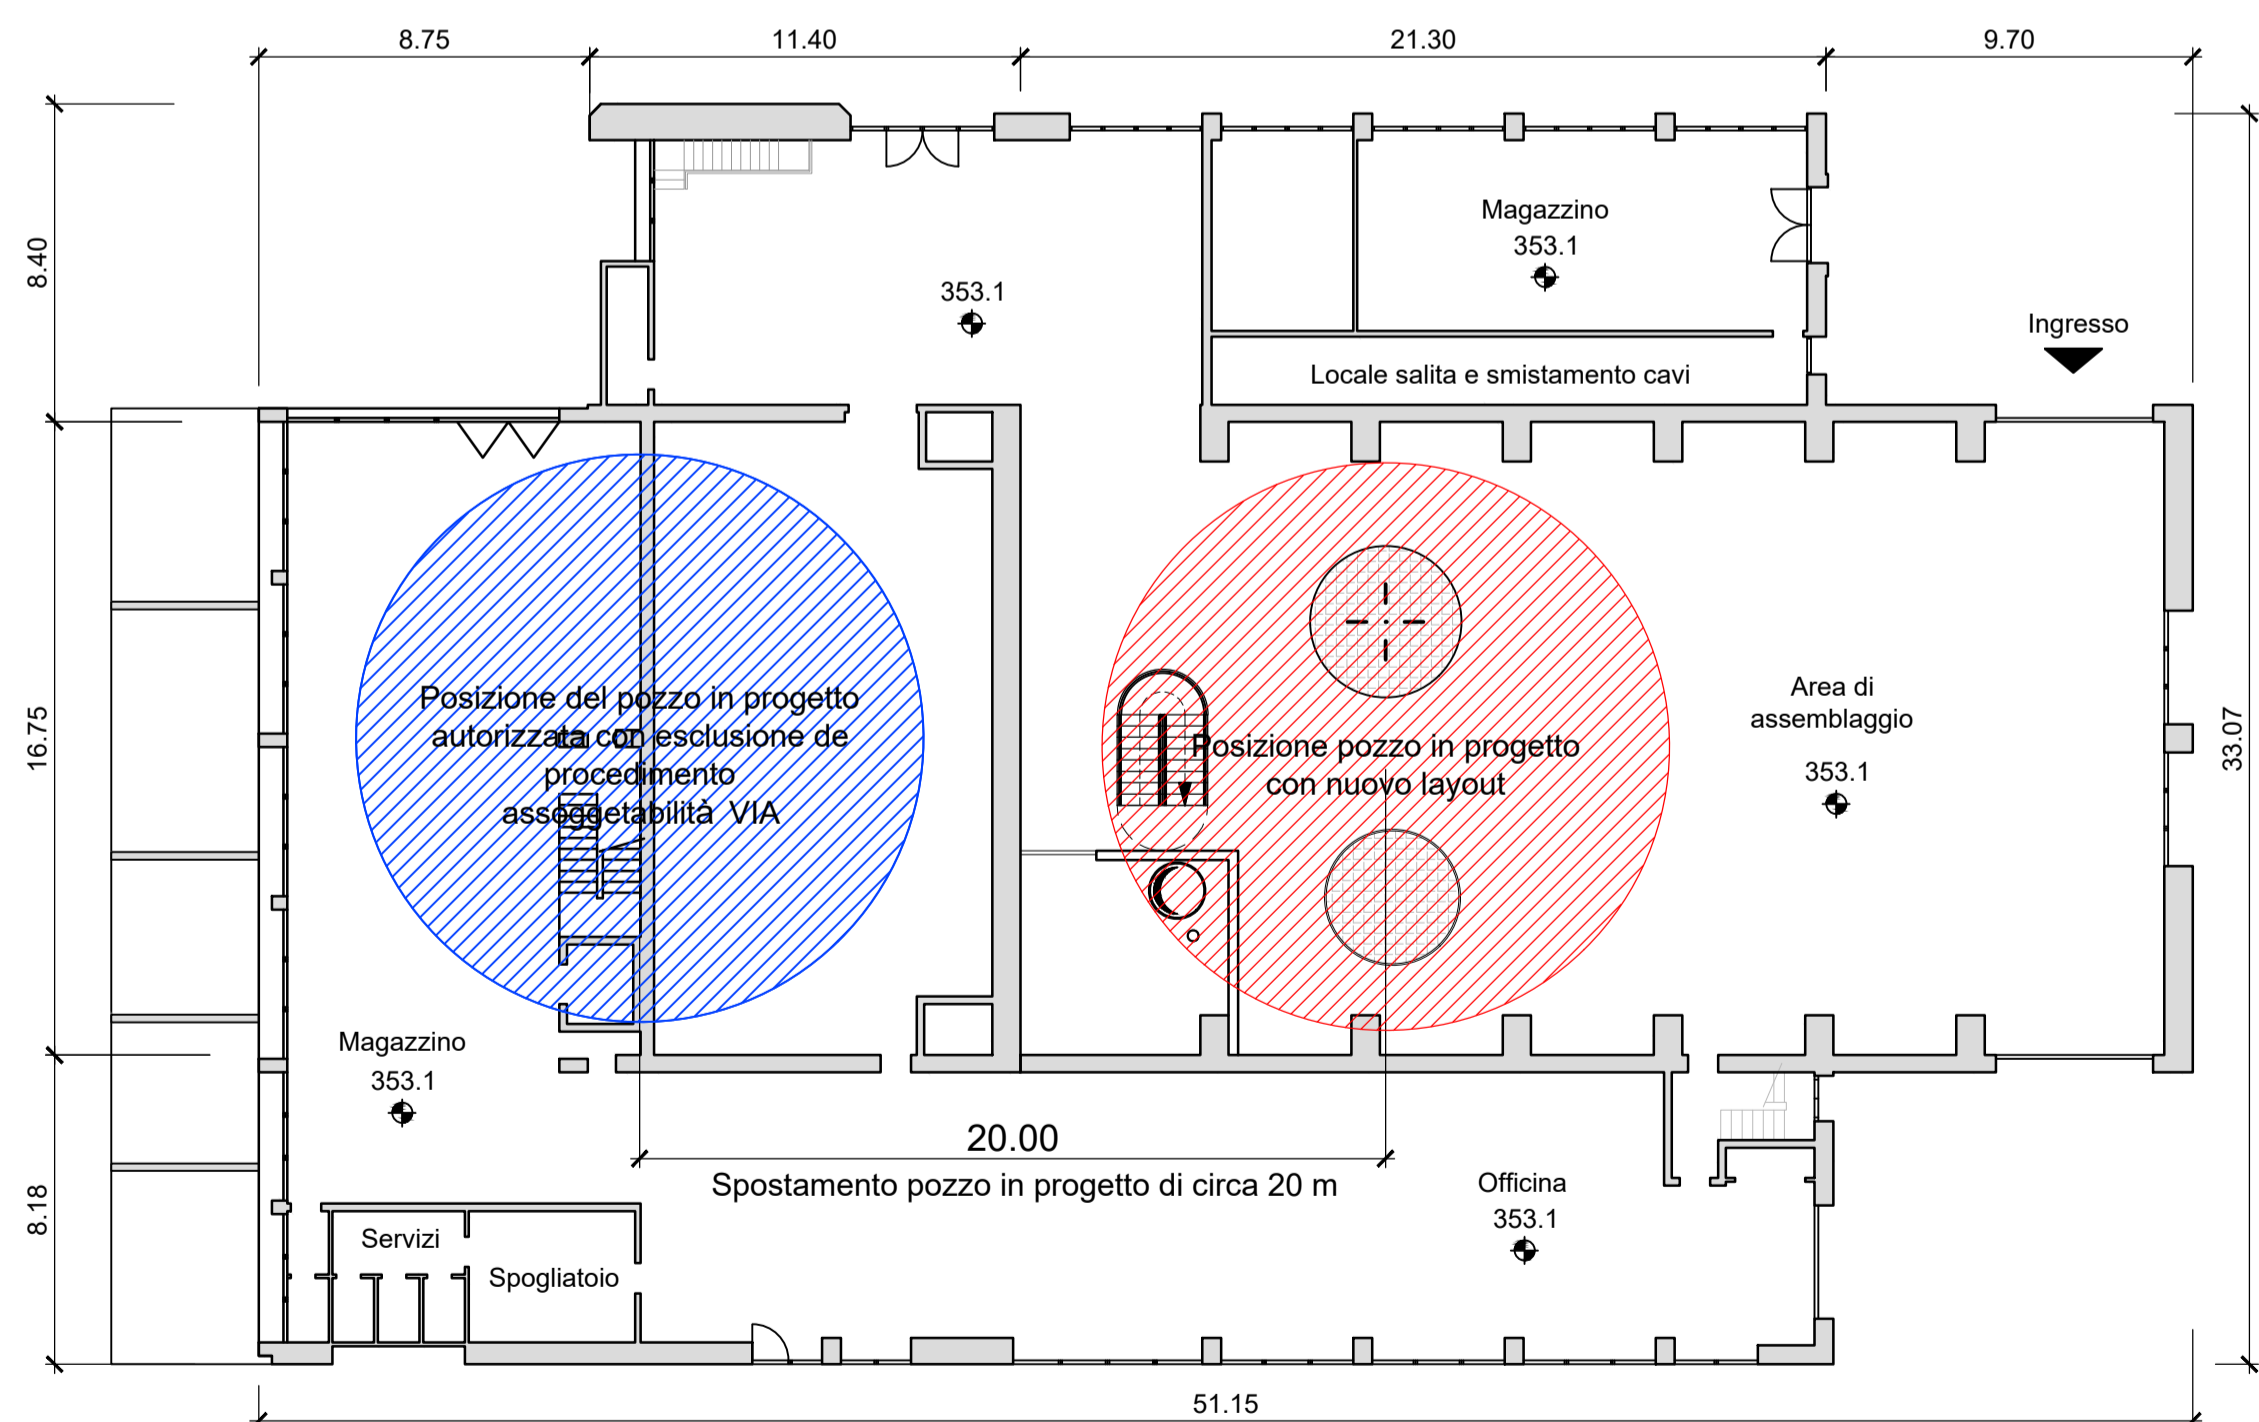 8.75
11.40
21.30
9.70
8.40
16.75
8.18
33.07
51.15
Magazzino
353.1
353.1
Ingresso
Locale salita e smistamento cavi
Posizione del pozzo in progetto
autorizzata con esclusione de
procedimento
assoggetabilità VIA
Posizione pozzo in progetto
con nuovo layout
Area di
assemblaggio
353.1
Magazzino
353.1
20.00
Spostamento pozzo in progetto di circa 20 m
Officina
353.1
Servizi
Spogliatoio